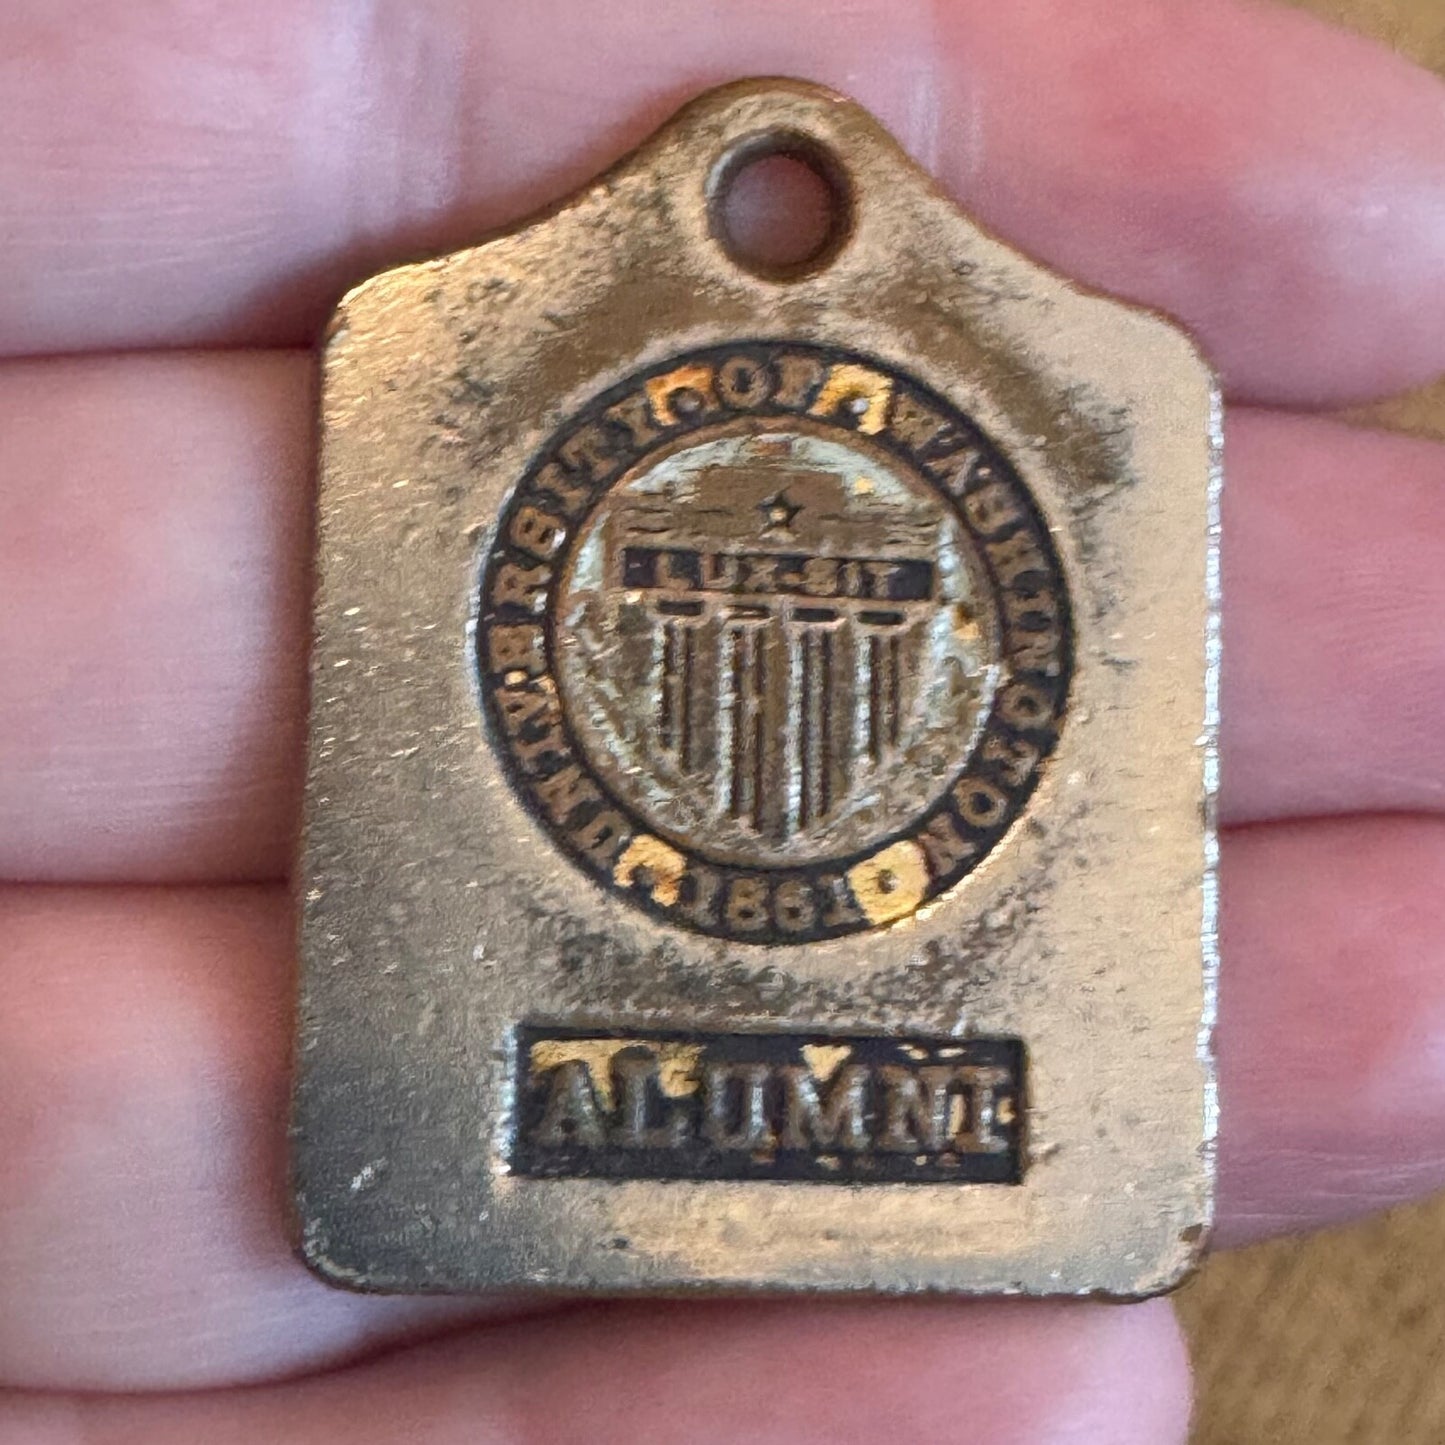 UNIVERSITY OF WASHINGTON
LUX SIT
1861
ALUMNI